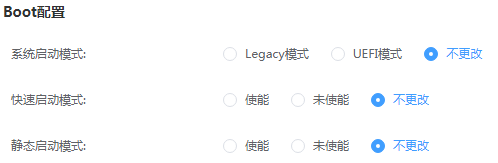 Boot配置
系统启动模式: Legacy模式 UEFI模式 不更改
快速启动模式: 使能 未使能 不更改
静态启动模式: 使能 未使能 不更改